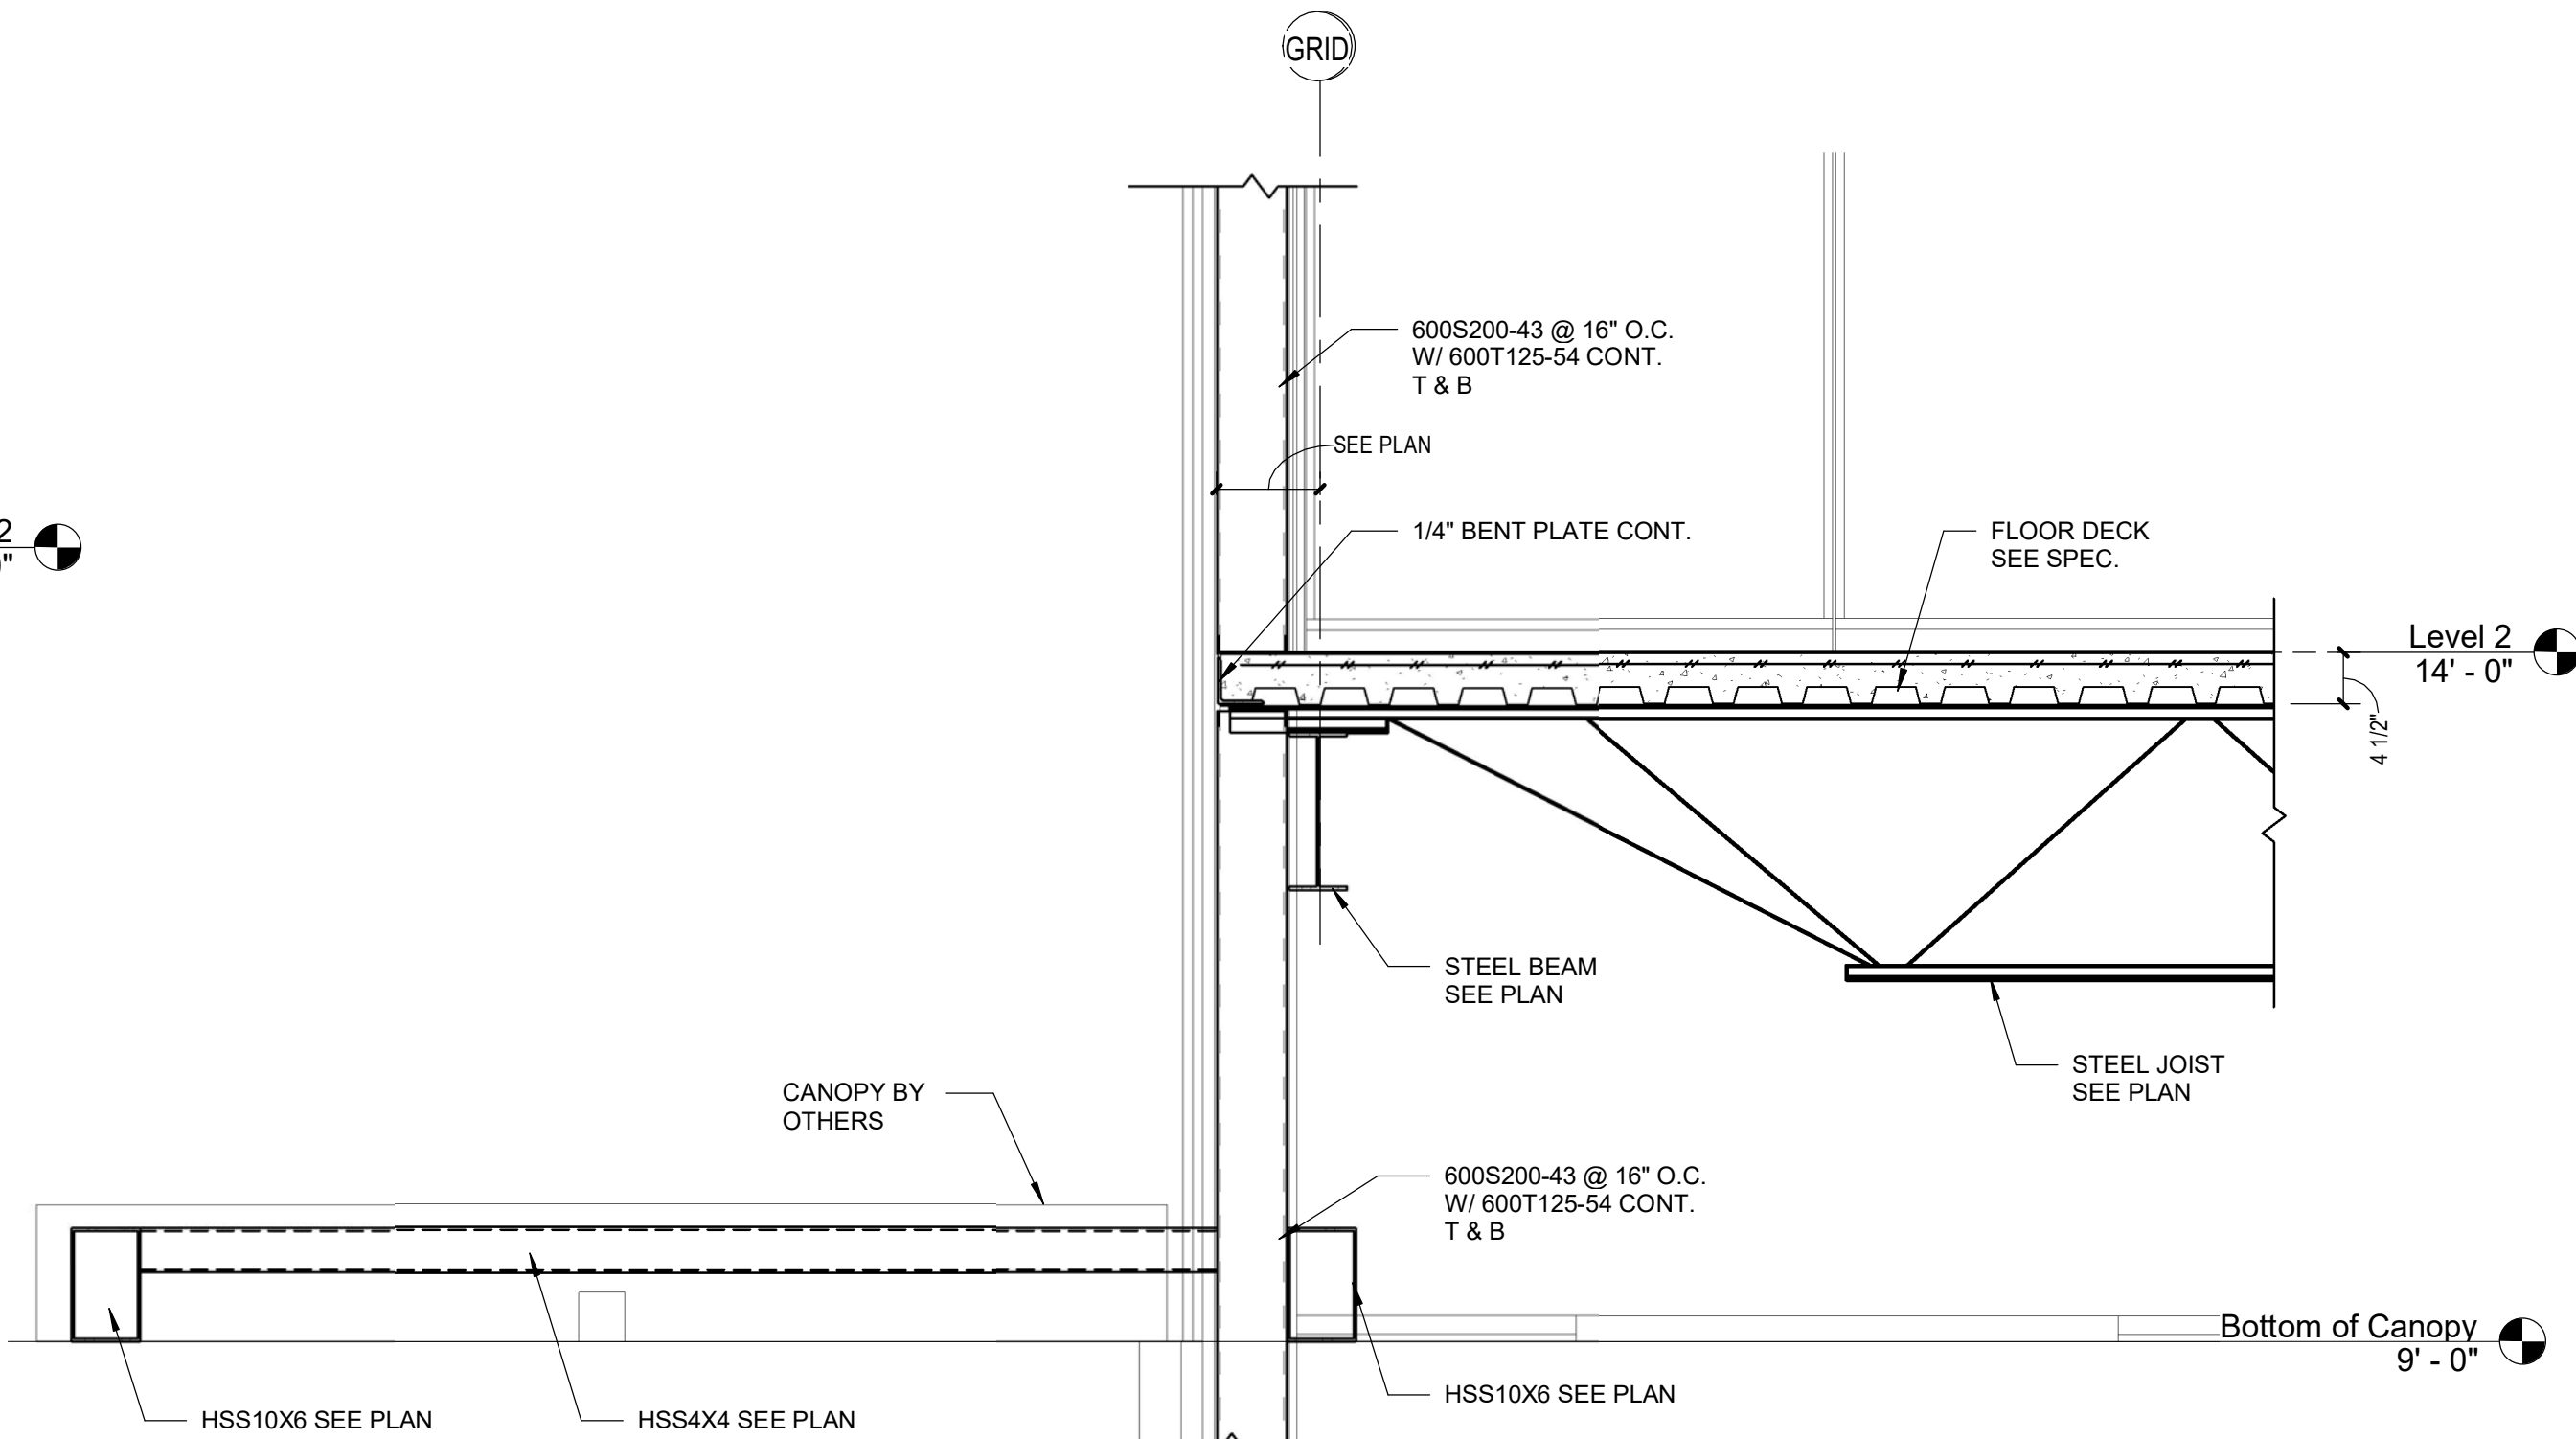 GRID
600S200-43 @ 16" O.C.
W/ 600T125-54 CONT.
T & B
SEE PLAN
1/4" BENT PLATE CONT.
FLOOR DECK
SEE SPEC.
2
Level 2
14' - 0"
4 1/2"
STEEL BEAM
SEE PLAN
STEEL JOIST
SEE PLAN
CANOPY BY
OTHERS
600S200-43 @ 16" O.C.
W/ 600T125-54 CONT.
T & B
Bottom of Canopy
9' - 0"
HSS10X6 SEE PLAN
HSS4X4 SEE PLAN
HSS10X6 SEE PLAN